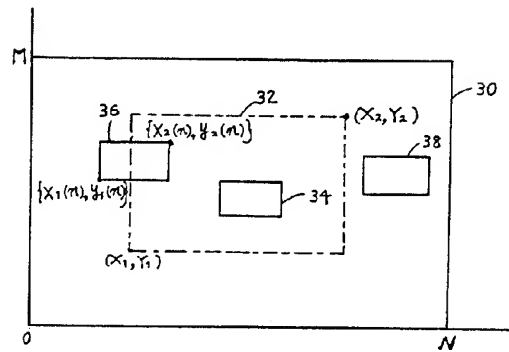 M
36
32
(X2, Y2)
30
{X2(n), y2(n)}
38
{X1(n), y1(n)}
34
(X1, Y1)
0
N